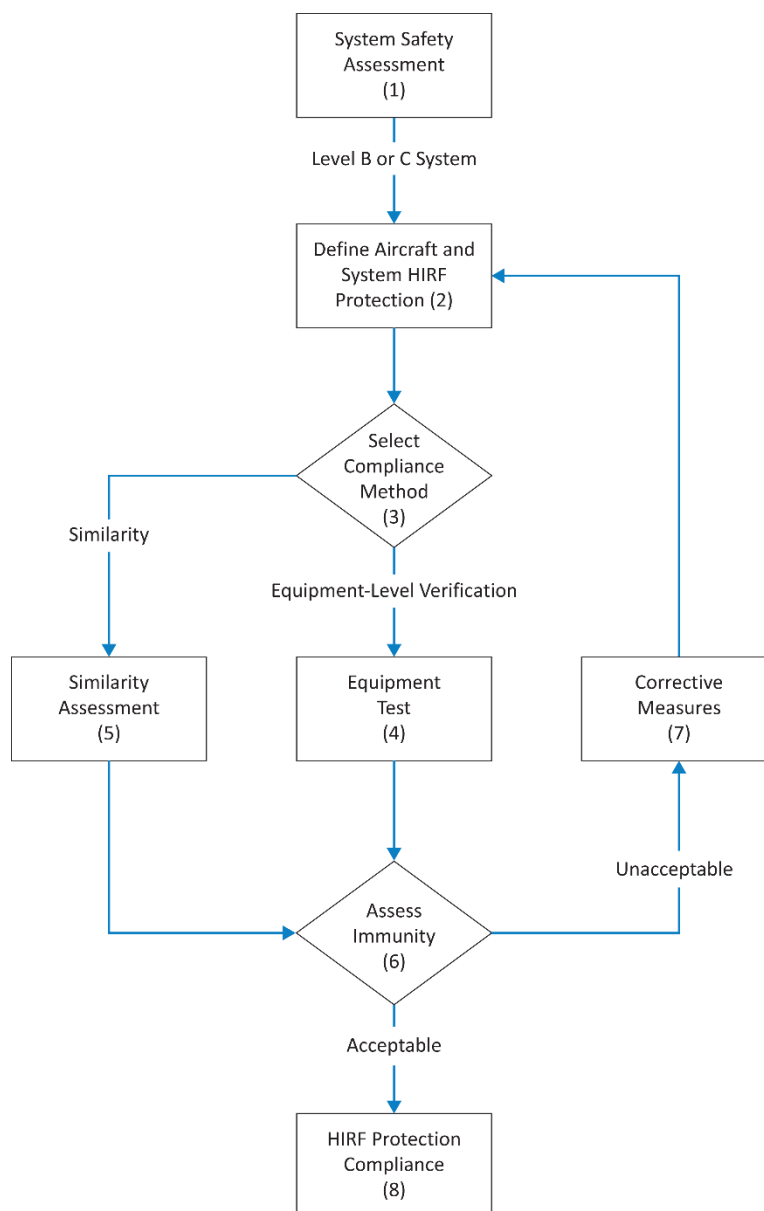 System Safety
Assessment
(1)
Level B or C System
Define Aircraft and
System HIRF
Protection (2)
Select
Compliance
Method
(3)
Similarity
Equipment-Level Verification
Similarity
Assessment
(5)
Equipment
Test
(4)
Corrective
Measures
(7)
Unacceptable
Assess
Immunity
(6)
Acceptable
HIRF Protection
Compliance
(8)